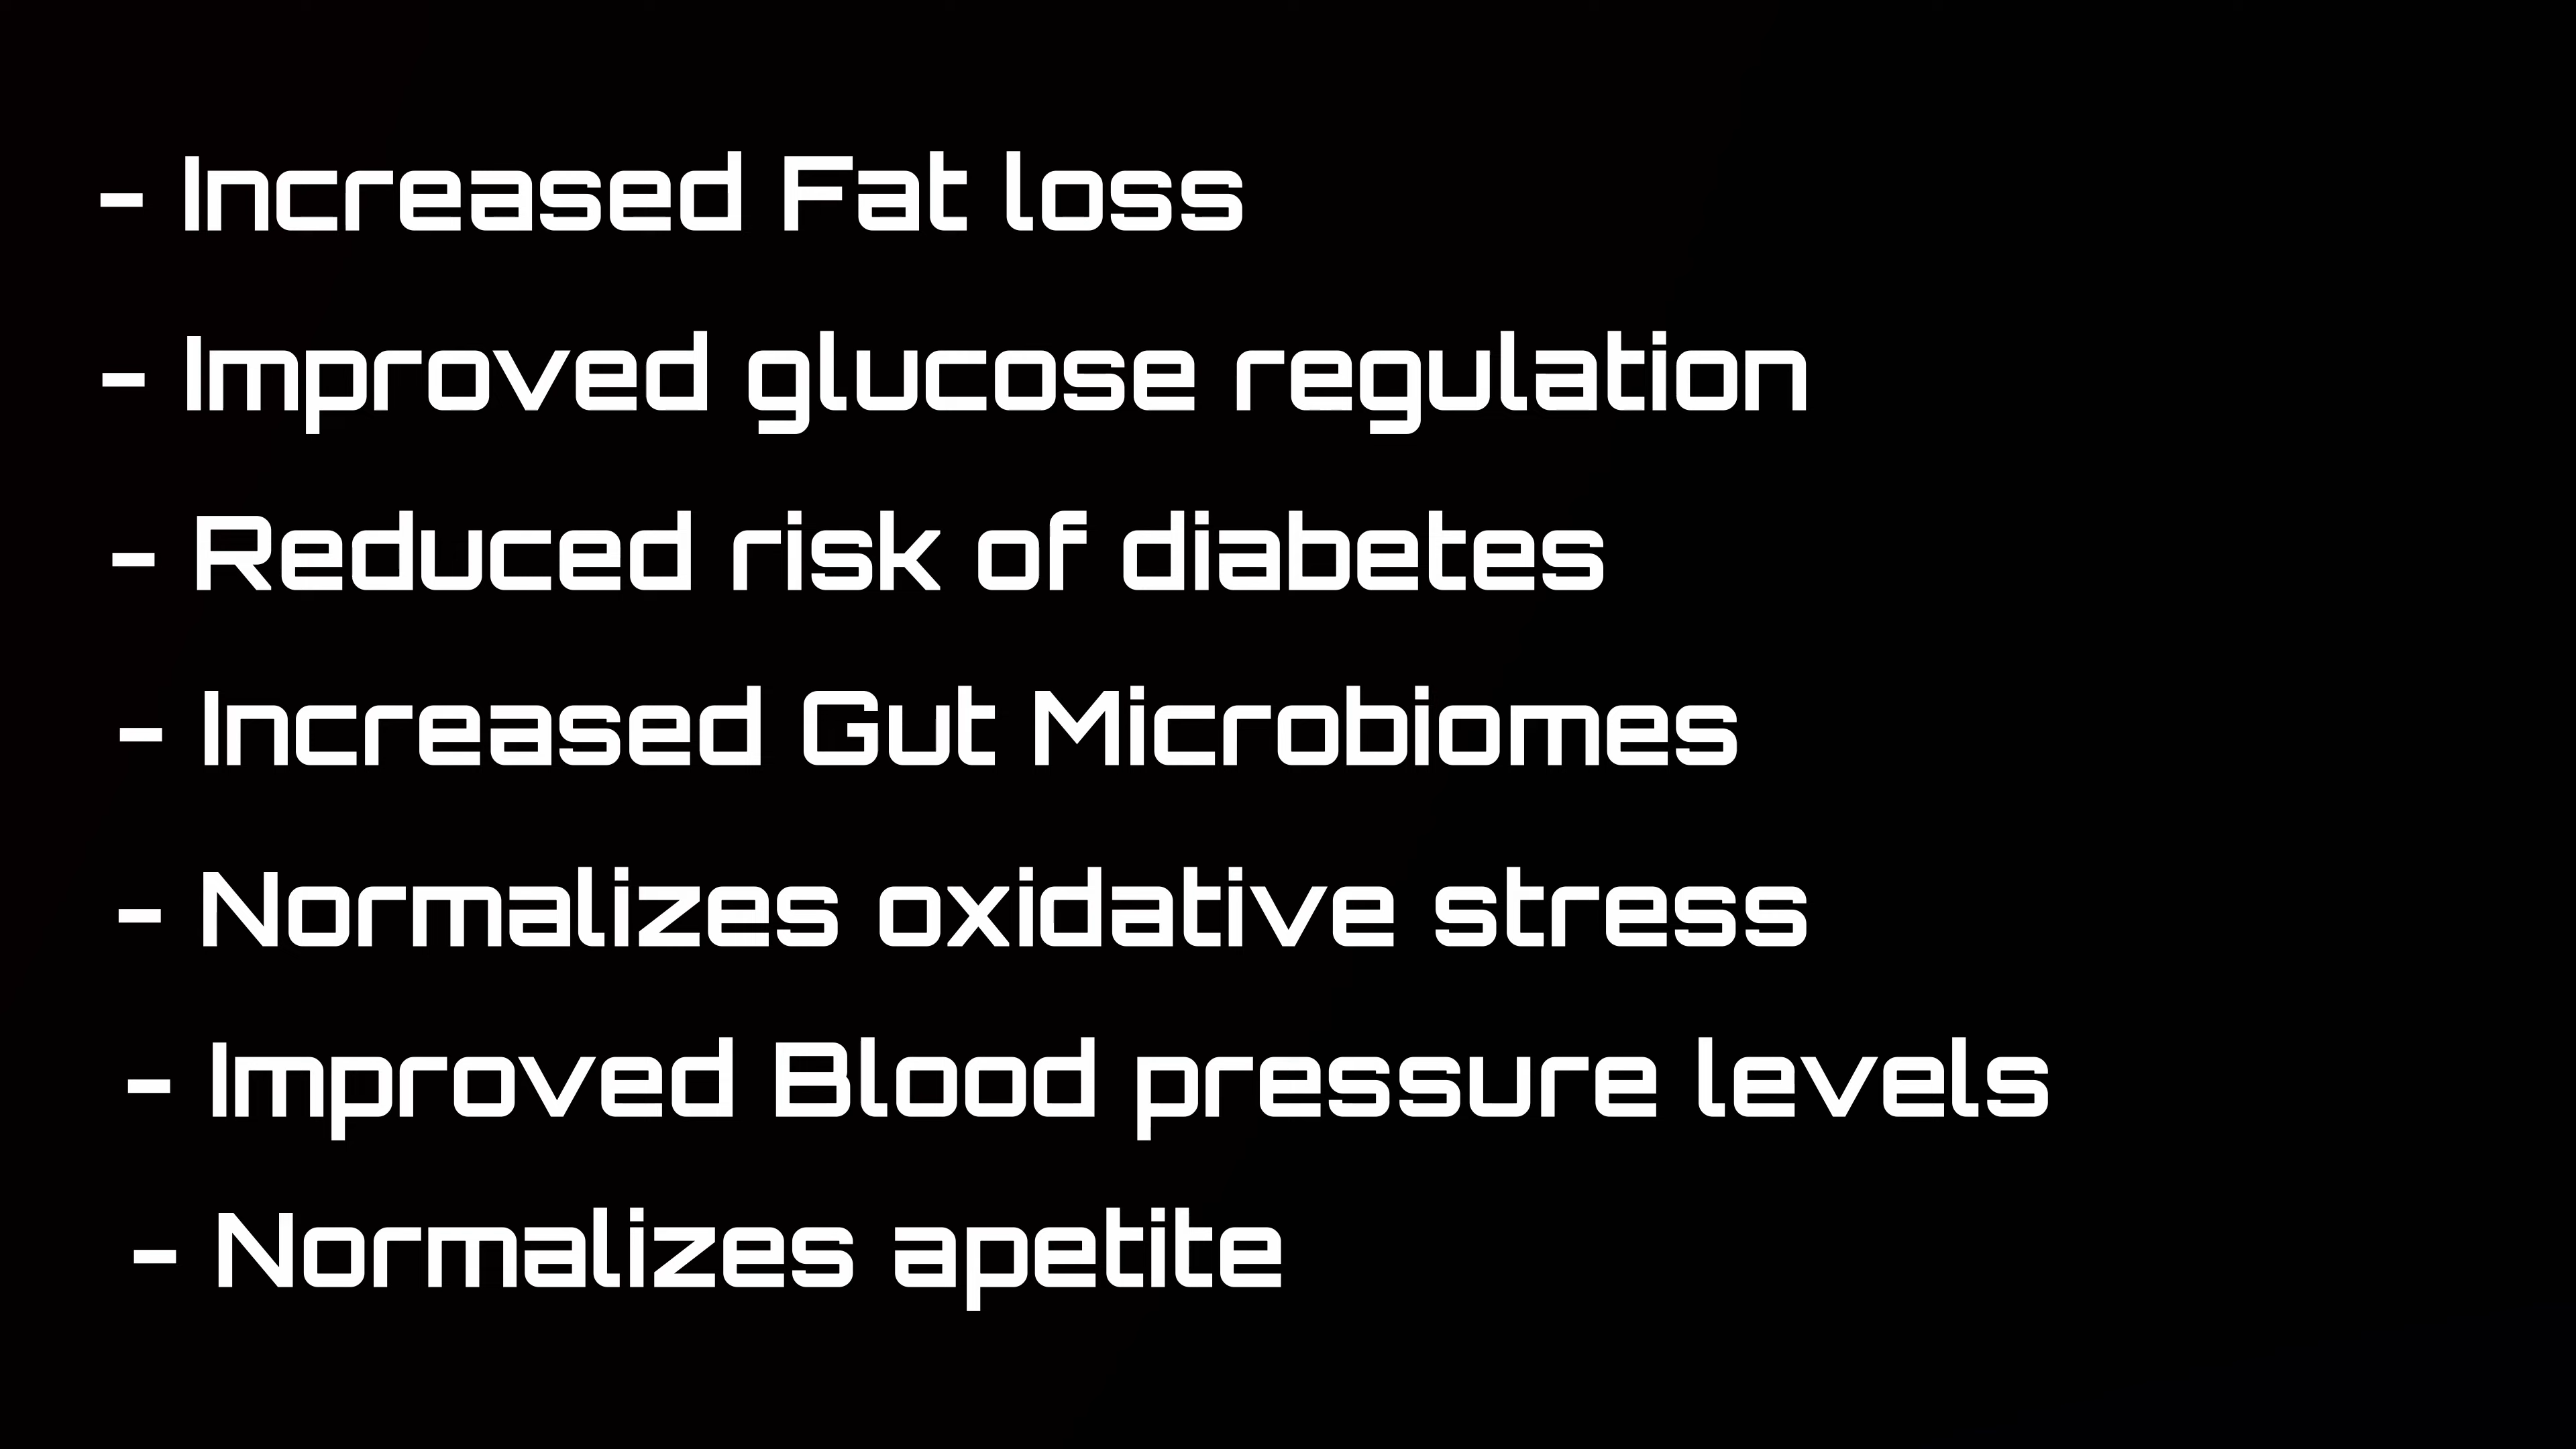 - Increased Fat loss
- Improved glucose regulation
- Reduced risk of diabetes
- Increased Gut Microbiomes
- Normalizes oxidative stress
- Improved Blood pressure levels
- Normalizes apetite